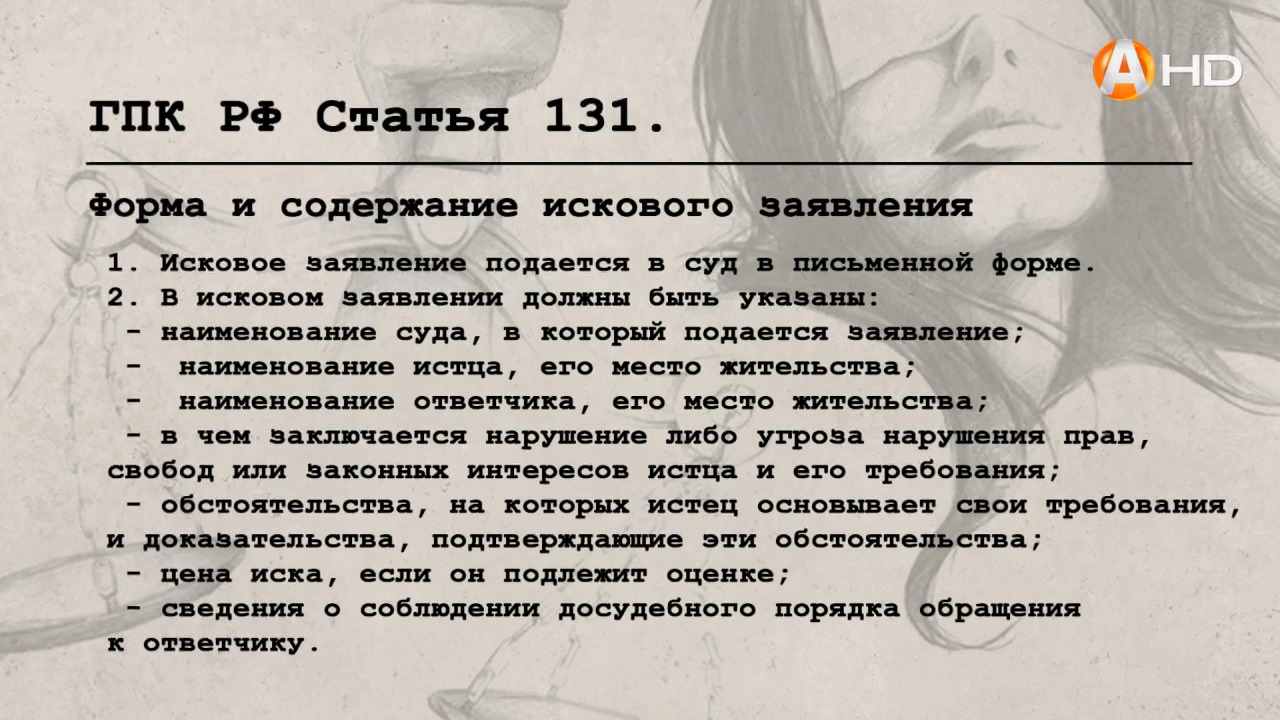 А HD
ГПК РФ Статья 131.
Форма и содержание искового заявления
1. Исковое заявление подается в суд в письменной форме.
2. В исковом заявлении должны быть указаны:
- наименование суда, в который подается заявление;
- наименование истца, его место жительства;
- наименование ответчика, его место жительства;
- в чем заключается нарушение либо угроза нарушения прав,
свобод или законных интересов истца и его требования;
- обстоятельства, на которых истец основывает свои требования,
и доказательства, подтверждающие эти обстоятельства;
- цена иска, если он подлежит оценке;
- сведения о соблюдении досудебного порядка обращения
к ответчику.